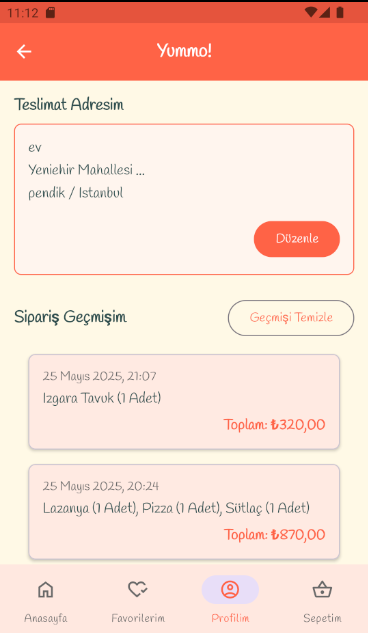 11:12
Yummo!
Teslimat Adresim
ev
Yeniehir Mahallesi ...
pendik / Istanbul
Düzenle
Sipariş Geçmişim
Geçmişi Temizle
25 Mayıs 2025, 21:07
Izgara Tavuk (1 Adet)
Toplam: ₺320,00
25 Mayıs 2025, 20:24
Lazanya (1 Adet), Pizza (1 Adet), Sütlaç (1 Adet)
Toplam: ₺870,00
Anasayfa
Favorilerim
Profilim
Sepetim